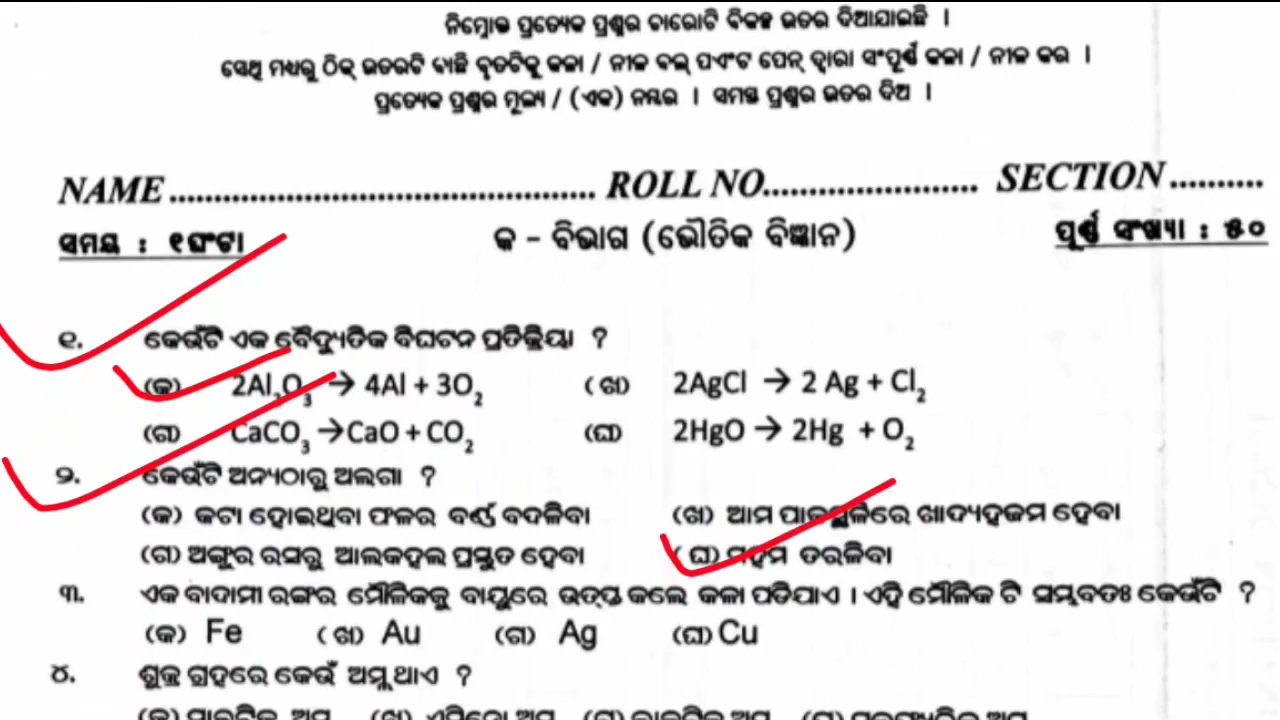 ନିମ୍ନୋକ୍ତ ପ୍ରତ୍ୟେକ ପ୍ରଶ୍ନର ଚାରୋଟି ବିକଳ୍ପ ଉତ୍ତର ଦିଆଯାଇଛି ।
ସେଥି ମଧ୍ୟରୁ ଠିକ୍ ଉତ୍ତରଟି ବାଛି ବୃତ୍ତଟିକୁ କଳା / ନୀଳ ବଲ୍ ପଏଣ୍ଟ ପେନ୍ ଦ୍ୱାରା ସଂପୂର୍ଣ୍ଣ କଳା / ନୀଳ କର ।
ପ୍ରତ୍ୟେକ ପ୍ରଶ୍ନର ମୂଲ୍ୟ / (ଏକ) ନମ୍ବର । ସମସ୍ତ ପ୍ରଶ୍ନର ଉତ୍ତର ଦିଅ ।
NAME .......................................... ROLL NO...................... SECTION ..........
ସମୟ : ୧ଘଂଟା କ - ବିଭାଗ (ଭୌତିକ ବିଜ୍ଞାନ) ପୂର୍ଣ୍ଣ ସଂଖ୍ୟା : ୫୦
୧. କେଉଁଟି ଏକ ବୈଦ୍ୟୁତିକ ବିଘଟନ ପ୍ରତିକ୍ରିୟା ?
(କ) 2Al₂O₃ → 4Al + 3O₂ (ଖ) 2AgCl → 2 Ag + Cl₂
(ଗ) CaCO₃ →CaO + CO₂ (ଘ) 2HgO → 2Hg + O₂
୨. କେଉଁଟି ଅନ୍ୟଠାରୁ ଅଲଗା ?
(କ) କଟା ହୋଇଥିବା ଫଳର ବର୍ଣ୍ଣ ବଦଳିବା (ଖ) ଆମ ପାକସ୍ଥଳିରେ ଖାଦ୍ୟହଜମ ହେବା
(ଗ) ଅଙ୍ଗୁର ରସରୁ ଆଲକହଲ ପ୍ରସ୍ତୁତ ହେବା (ଘ) ମହମ ତରଳିବା
୩. ଏକ ବାଦାମୀ ରଙ୍ଗର ମୌଳିକକୁ ବାୟୁରେ ଉତ୍ତପ୍ତ କଲେ କଳା ପଡିଯାଏ । ଏହି ମୌଳିକ ଟି ସମ୍ଭବତଃ କେଉଁଟି ?
(କ) Fe (ଖ) Au (ଗ) Ag (ଘ) Cu
୪. ଶୁକ୍ର ଗ୍ରହରେ କେଉଁ ଅମ୍ଳ ଥାଏ ?